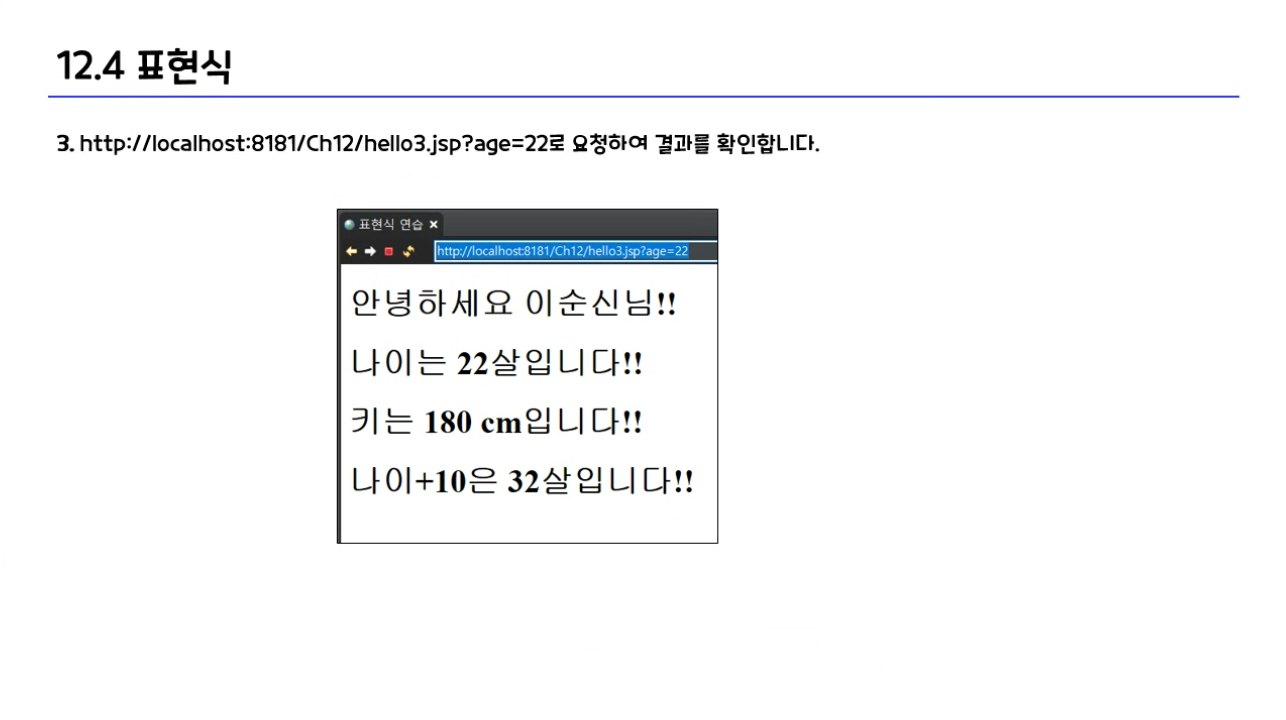 12.4 표현식
3. http://localhost:8181/Ch12/hello3.jsp?age=22로 요청하여 결과를 확인합니다.
표현식 연습
http://localhost:8181/Ch12/hello3.jsp?age=22
안녕하세요 이순신님!!
나이는 22살입니다!!
키는 180 cm입니다!!
나이+10은 32살입니다!!